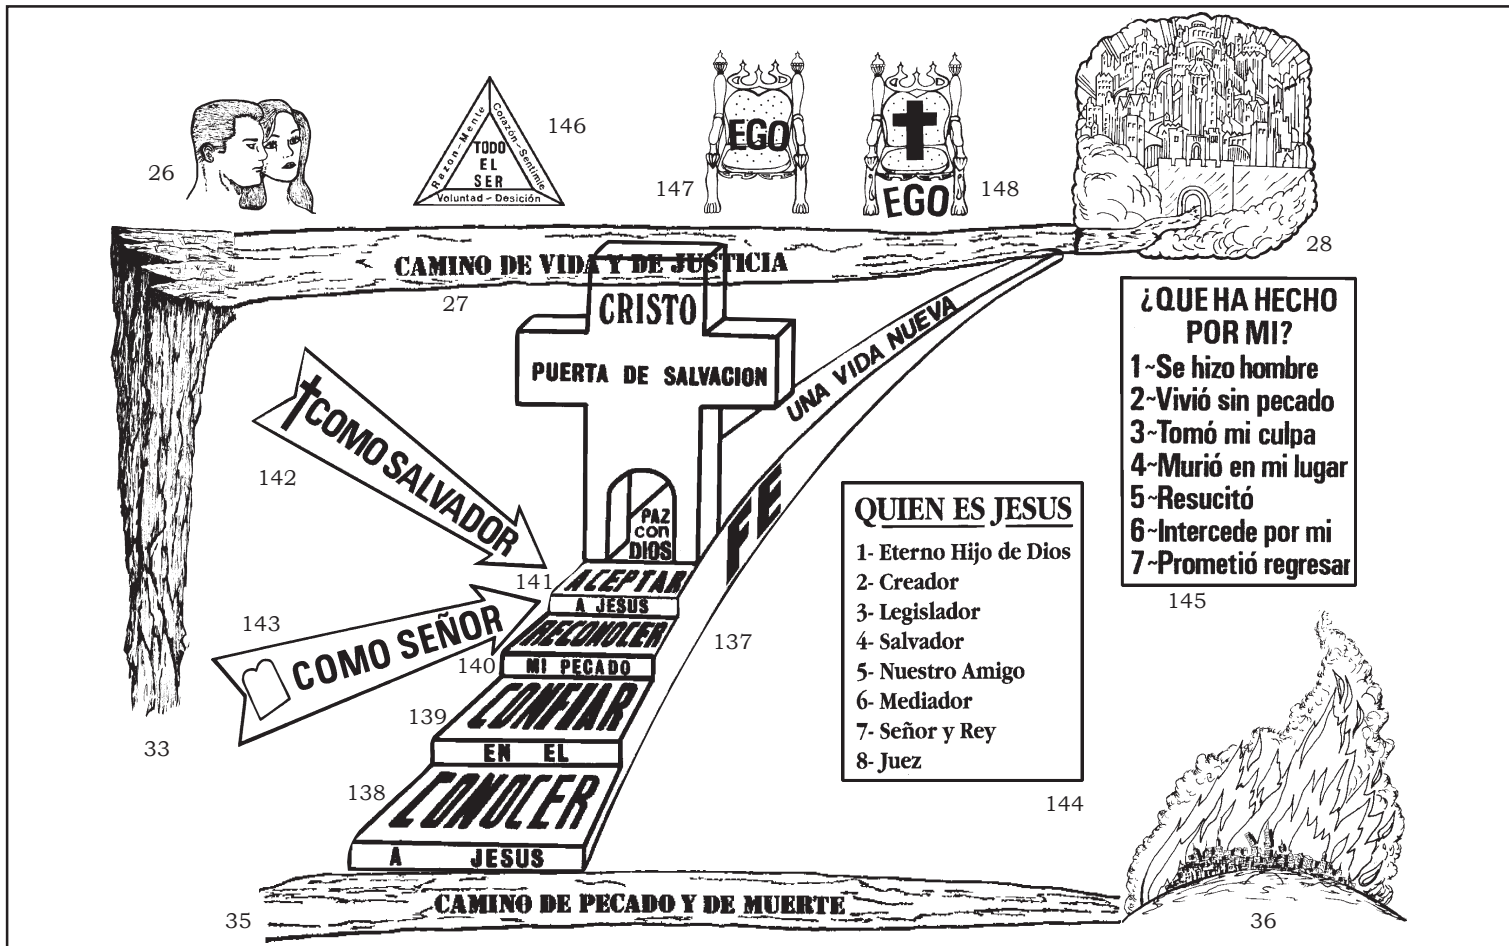 26
Razon-Mente
Corazón-Sentimie
TODO
EL
SER
Voluntad-Desición
146
147
EGO
EGO
148
28
CAMINO DE VIDA Y DE JUSTICIA
27
CRISTO
PUERTA DE SALVACION
UNA VIDA NUEVA
FE
PAZ
con
DIOS
COMO SALVADOR
142
143
COMO SEÑOR
33
141
ACEPTAR
A JESUS
140
RECONOCER
MI PECADO
139
CONFIAR
EN EL
138
CONOCER
A JESUS
137
QUIEN ES JESUS
1- Eterno Hijo de Dios
2- Creador
3- Legislador
4- Salvador
5- Nuestro Amigo
6- Mediador
7- Señor y Rey
8- Juez
144
¿QUE HA HECHO
POR MI?
1~Se hizo hombre
2~Vivió sin pecado
3~Tomó mi culpa
4~Murió en mi lugar
5~Resucitó
6~Intercede por mi
7~Prometió regresar
145
35
CAMINO DE PECADO Y DE MUERTE
36